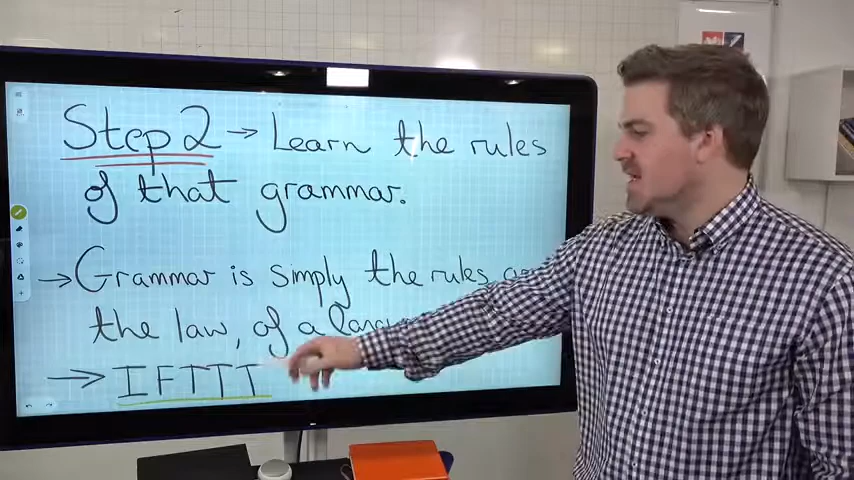 Step 2 → Learn the rules
of that grammar.
→ Grammar is simply the rules
the law, of a
→ IFTTT